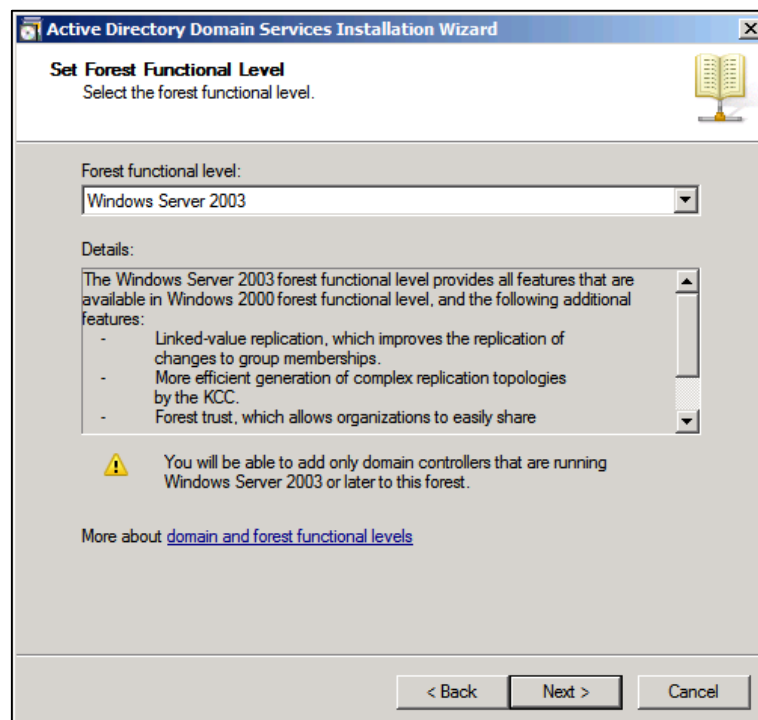 Active Directory Domain Services Installation Wizard
Set Forest Functional Level
Select the forest functional level.
Forest functional level:
Windows Server 2003
Details:
The Windows Server 2003 forest functional level provides all features that are
available in Windows 2000 forest functional level, and the following additional
features:
- Linked-value replication, which improves the replication of
changes to group memberships.
- More efficient generation of complex replication topologies
by the KCC.
- Forest trust, which allows organizations to easily share
You will be able to add only domain controllers that are running
Windows Server 2003 or later to this forest.
More about domain and forest functional levels
< Back
Next >
Cancel